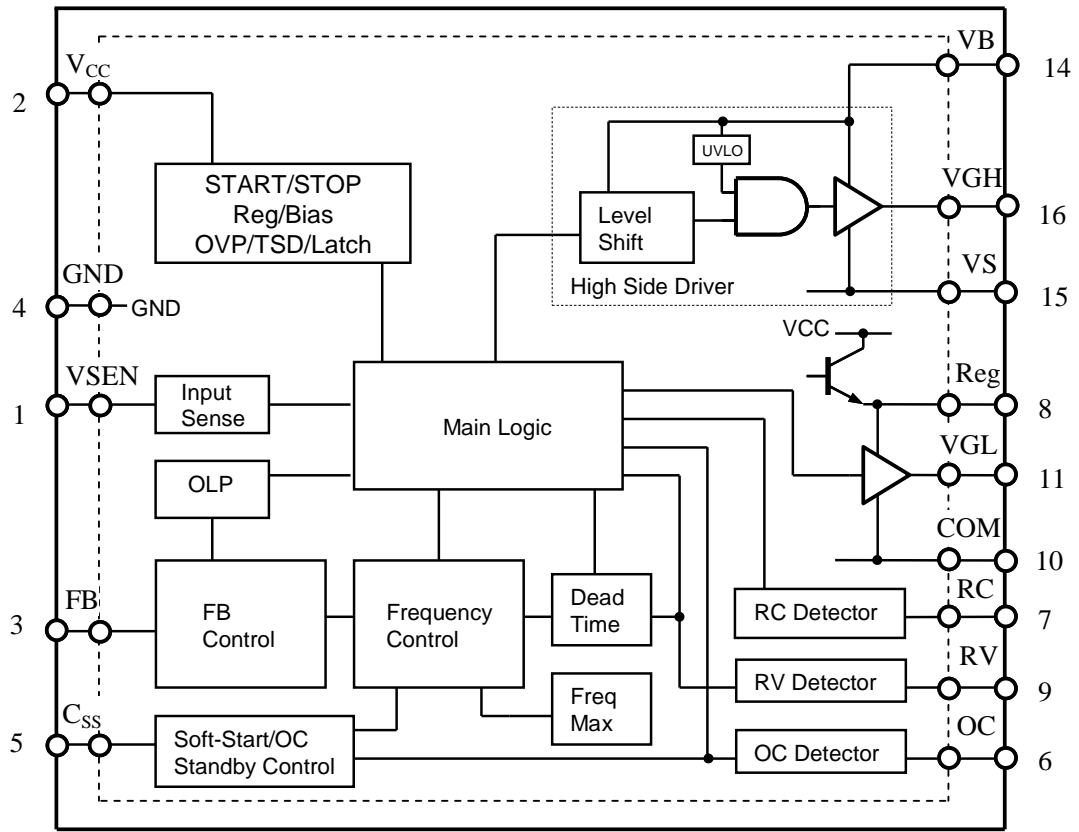 VB
14
V_CC
2
UVLO
START/STOP
Reg/Bias
OVP/TSD/Latch
VGH
16
Level
Shift
High Side Driver
VS
15
GND
4
GND
VCC
VSEN
1
Input
Sense
Main Logic
Reg
8
OLP
VGL
11
COM
10
FB
3
FB
Control
Frequency
Control
Dead
Time
RC Detector
RC
7
RV Detector
RV
9
Freq
Max
C_SS
5
Soft-Start/OC
Standby Control
OC Detector
OC
6